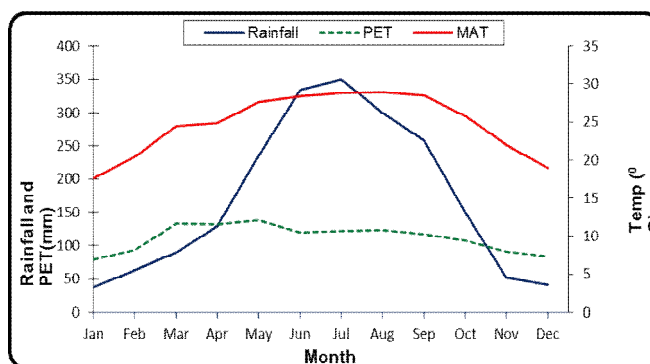 Rainfall PET MAT
400
350
300
250
200
150
100
50
0
35
30
25
20
15
10
5
0
Rainfall and
PET(mm)
Temp (⁰
Jan Feb Mar Apr May Jun Jul Aug Sep Oct Nov Dec
Month